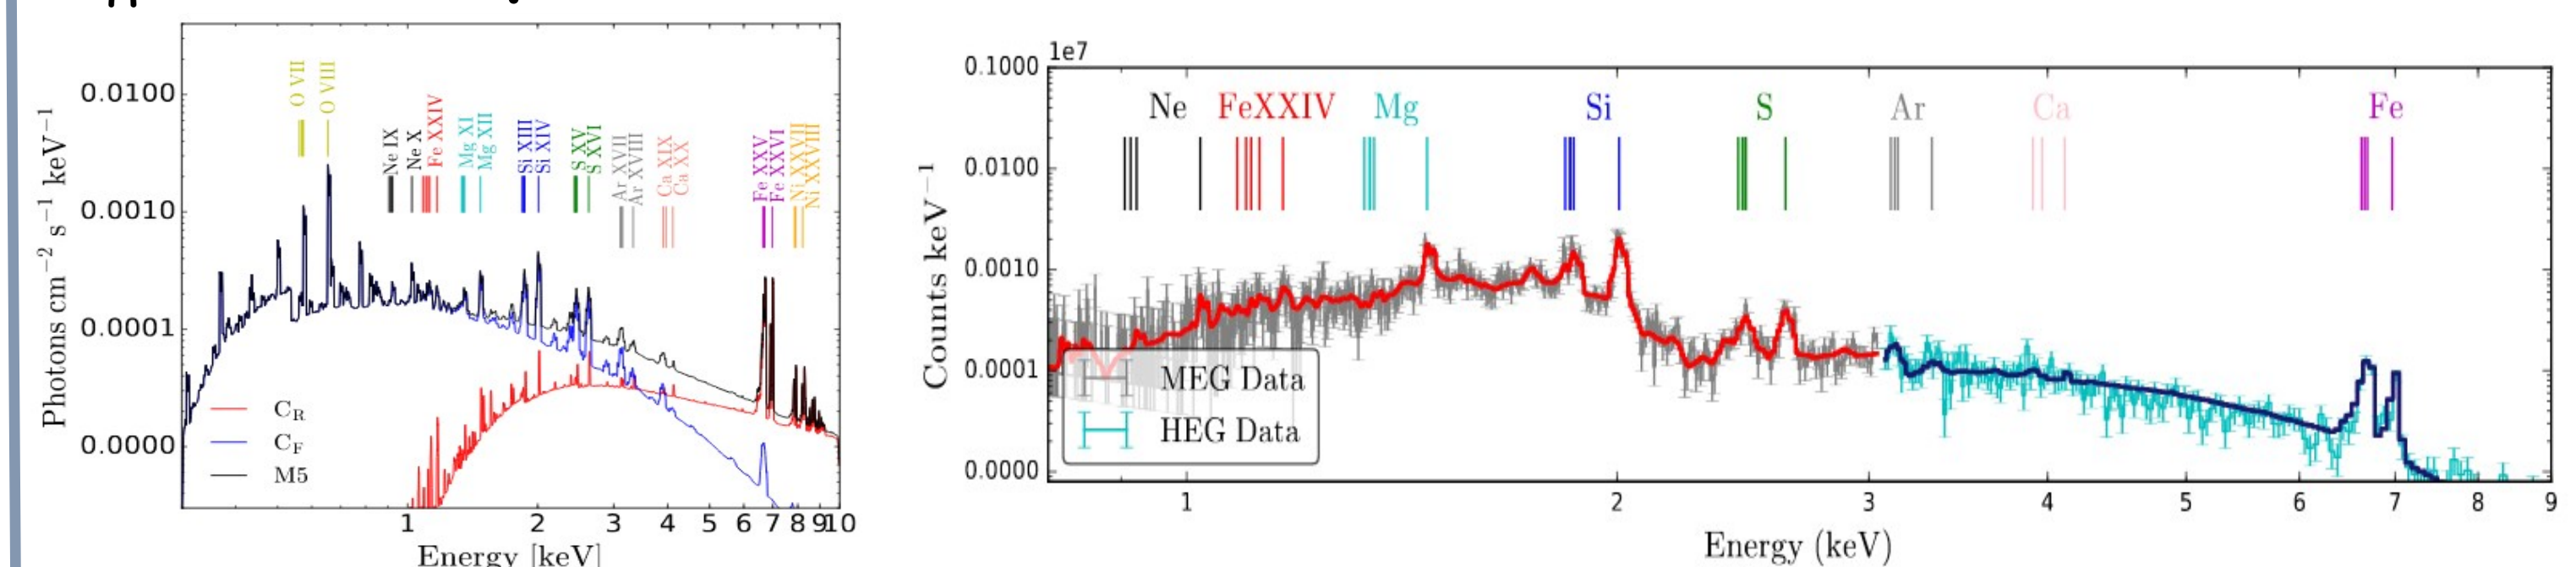 O VII
O VIII
Ne IX
Ne X
Fe XXIV
Mg XI
Mg XII
Si XIII
Si XIV
S XV
S XVI
Ar XVII
Ar XVIII
Ca XIX
Ca XX
Fe XXV
Fe XXVI
Ni XXVII
Ni XXVIII
Photons cm⁻² s⁻¹ keV⁻¹
0.0100
0.0010
0.0001
0.0000
C_R
C_F
M5
1 2 3 4 5 6 7 8 9 10
Energy [keV]
1e7
Counts keV⁻¹
0.1000
0.0100
0.0010
0.0001
0.0000
Ne FeXXIV Mg Si S Ar Ca Fe
MEG Data
HEG Data
1 2 3 4 5 6 7 8 9
Energy (keV)